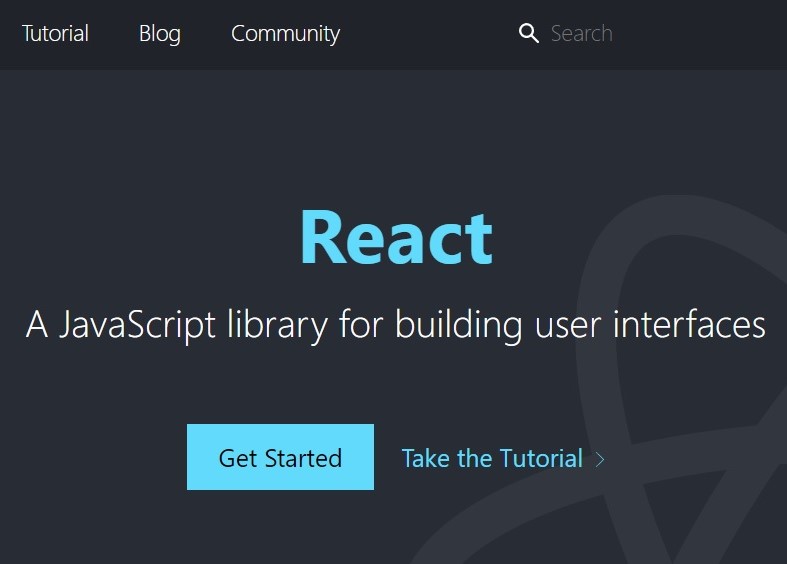 Tutorial Blog Community Search
React
A JavaScript library for building user interfaces
Get Started Take the Tutorial >